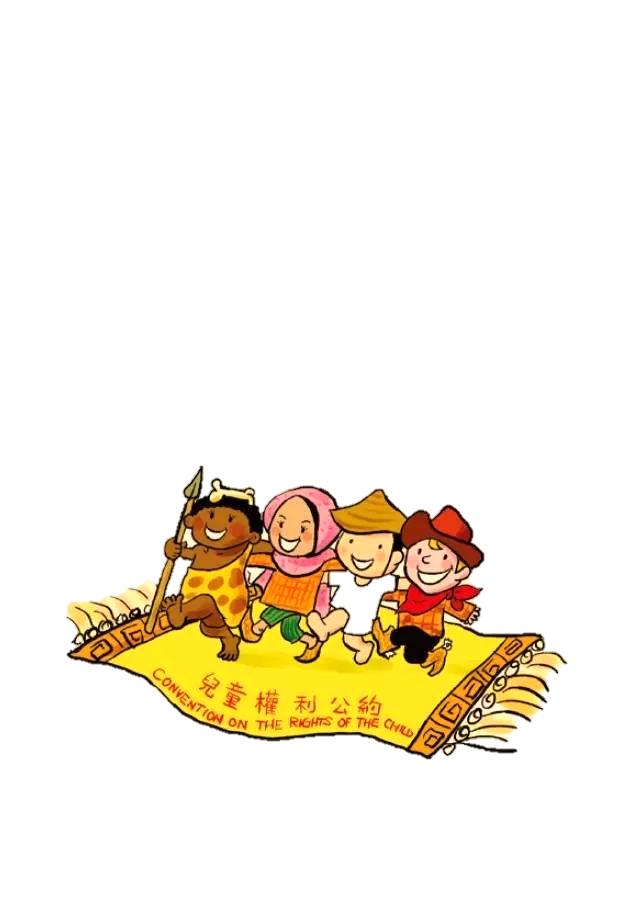 兒童權利公約
CONVENTION ON THE RIGHTS OF THE CHILD